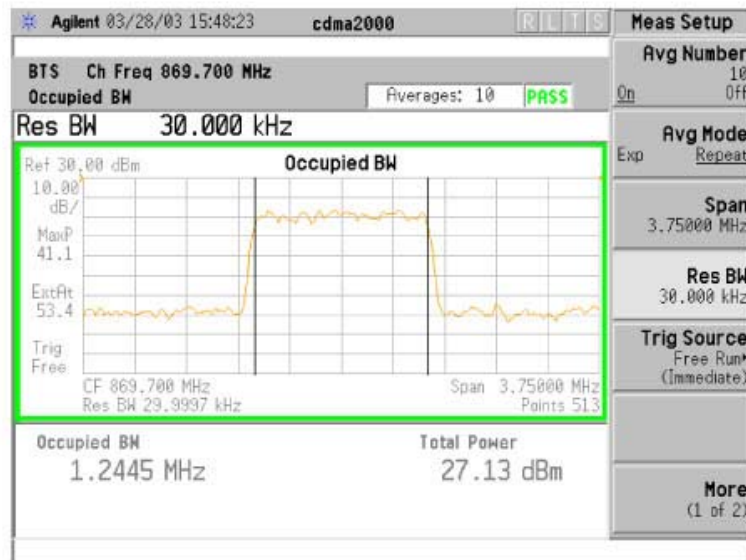 Agilent 03/28/03 15:48:23 cdma2000 R L T S
BTS Ch Freq 869.700 MHz
Occupied BW Averages: 10 PASS
Res BW 30.000 kHz
Ref 30.00 dBm Occupied BW
10.00
dB/
MaxP
41.1
ExtAt
53.4
Trig
Free
CF 869.700 MHz Span 3.75000 MHz
Res BW 29.9997 kHz Points 513
Occupied BW Total Power
1.2445 MHz 27.13 dBm
Meas Setup
Avg Number
10
On Off
Avg Mode
Exp Repeat
Span
3.75000 MHz
Res BW
30.000 kHz
Trig Source
Free Run
(Immediate)
More
(1 of 2)